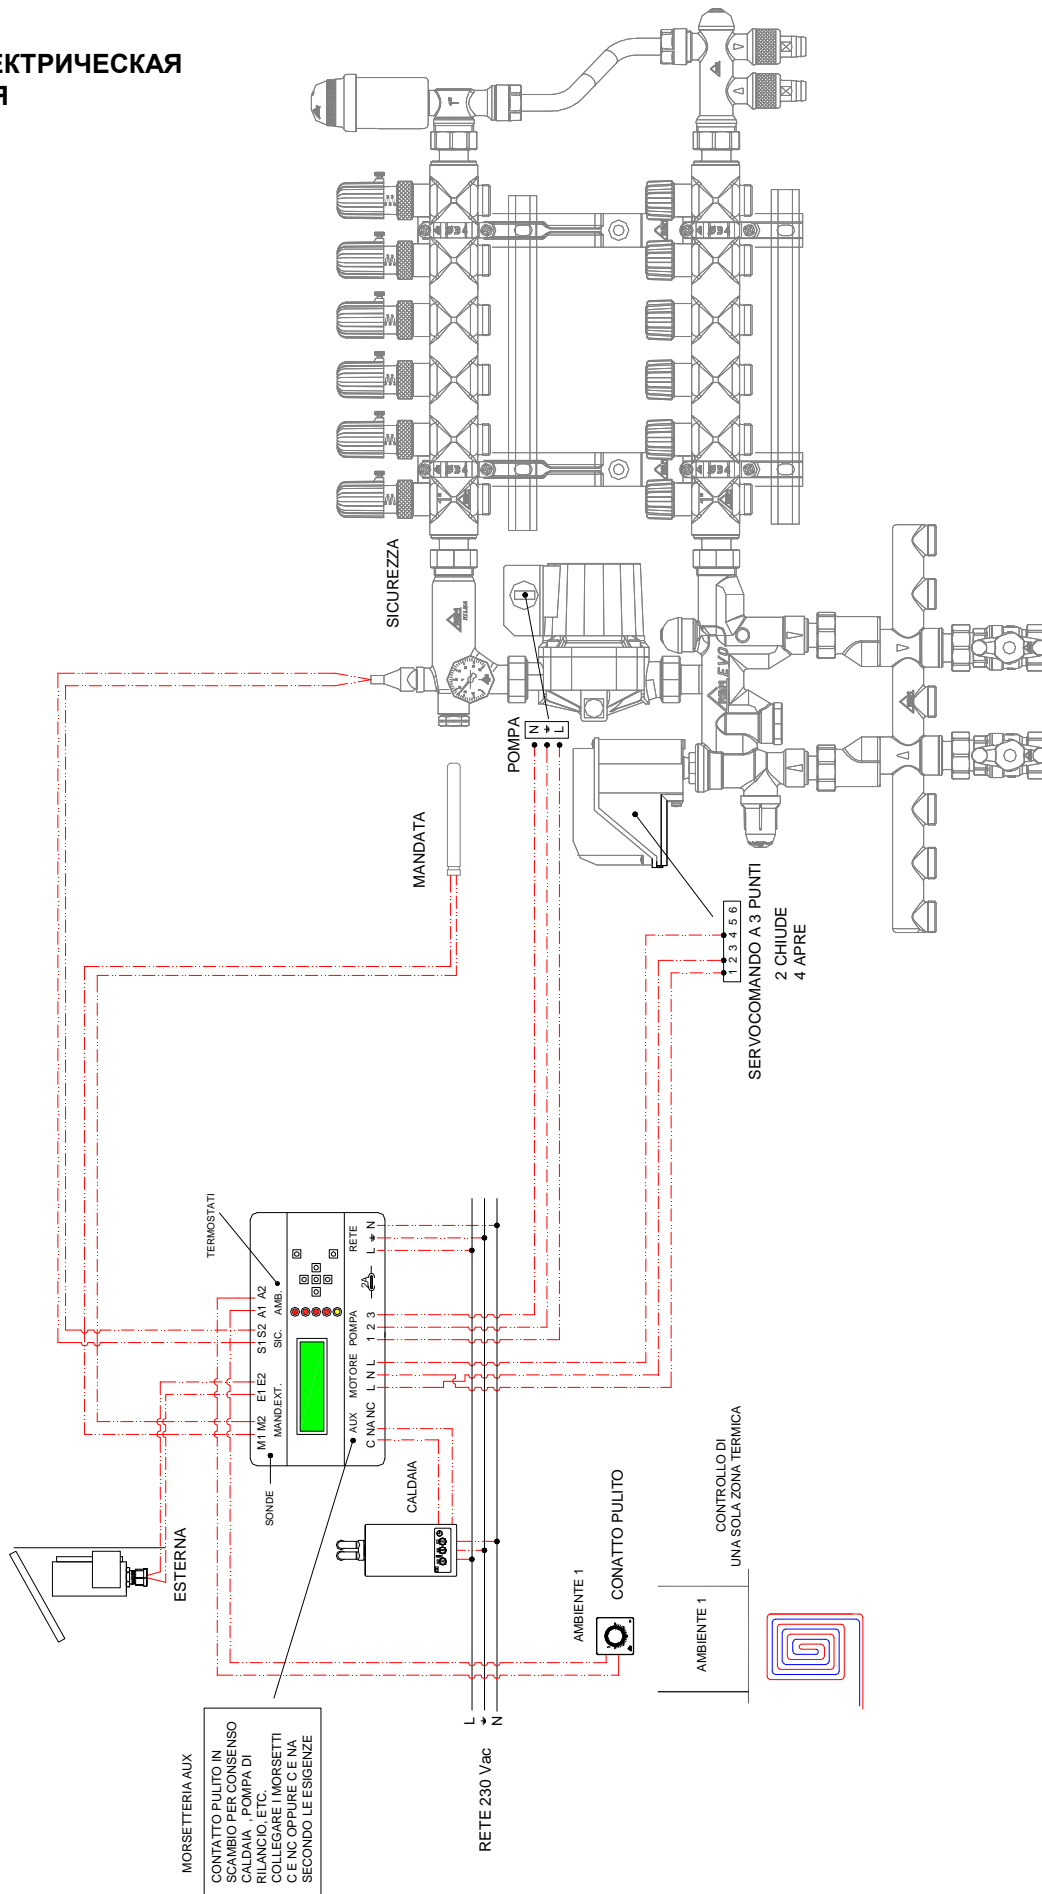 ЕКТРИЧЕСКАЯ
Я
SICUREZZA
POMPA
N
L
MANDATA
SERVOCOMANDO A 3 PUNTI
2 CHIUDE
4 APRE
1 2 3 4 5 6
TERMOSTATI
M1 M2 E1 E2 S1 S2 A1 A2
MAND. EXT. SIC. AMB.
SONDE
AUX MOTORE POMPA 2A RETE
C NA NC L N L 1 2 3 L N
ESTERNA
CALDAIA
AMBIENTE 1
CONATTO PULITO
CONTROLLO DI
UNA SOLA ZONA TERMICA
AMBIENTE 1
MORSETTERIA AUX
CONTATTO PULITO IN
SCAMBIO PER CONSENSO
CALDAIA , POMPA DI
RILANCIO, ETC.
COLLEGARE I MORSETTI
C E NC OPPURE C E NA
SECONDO LE ESIGENZE
L
N
RETE 230 Vac
RBM EVO